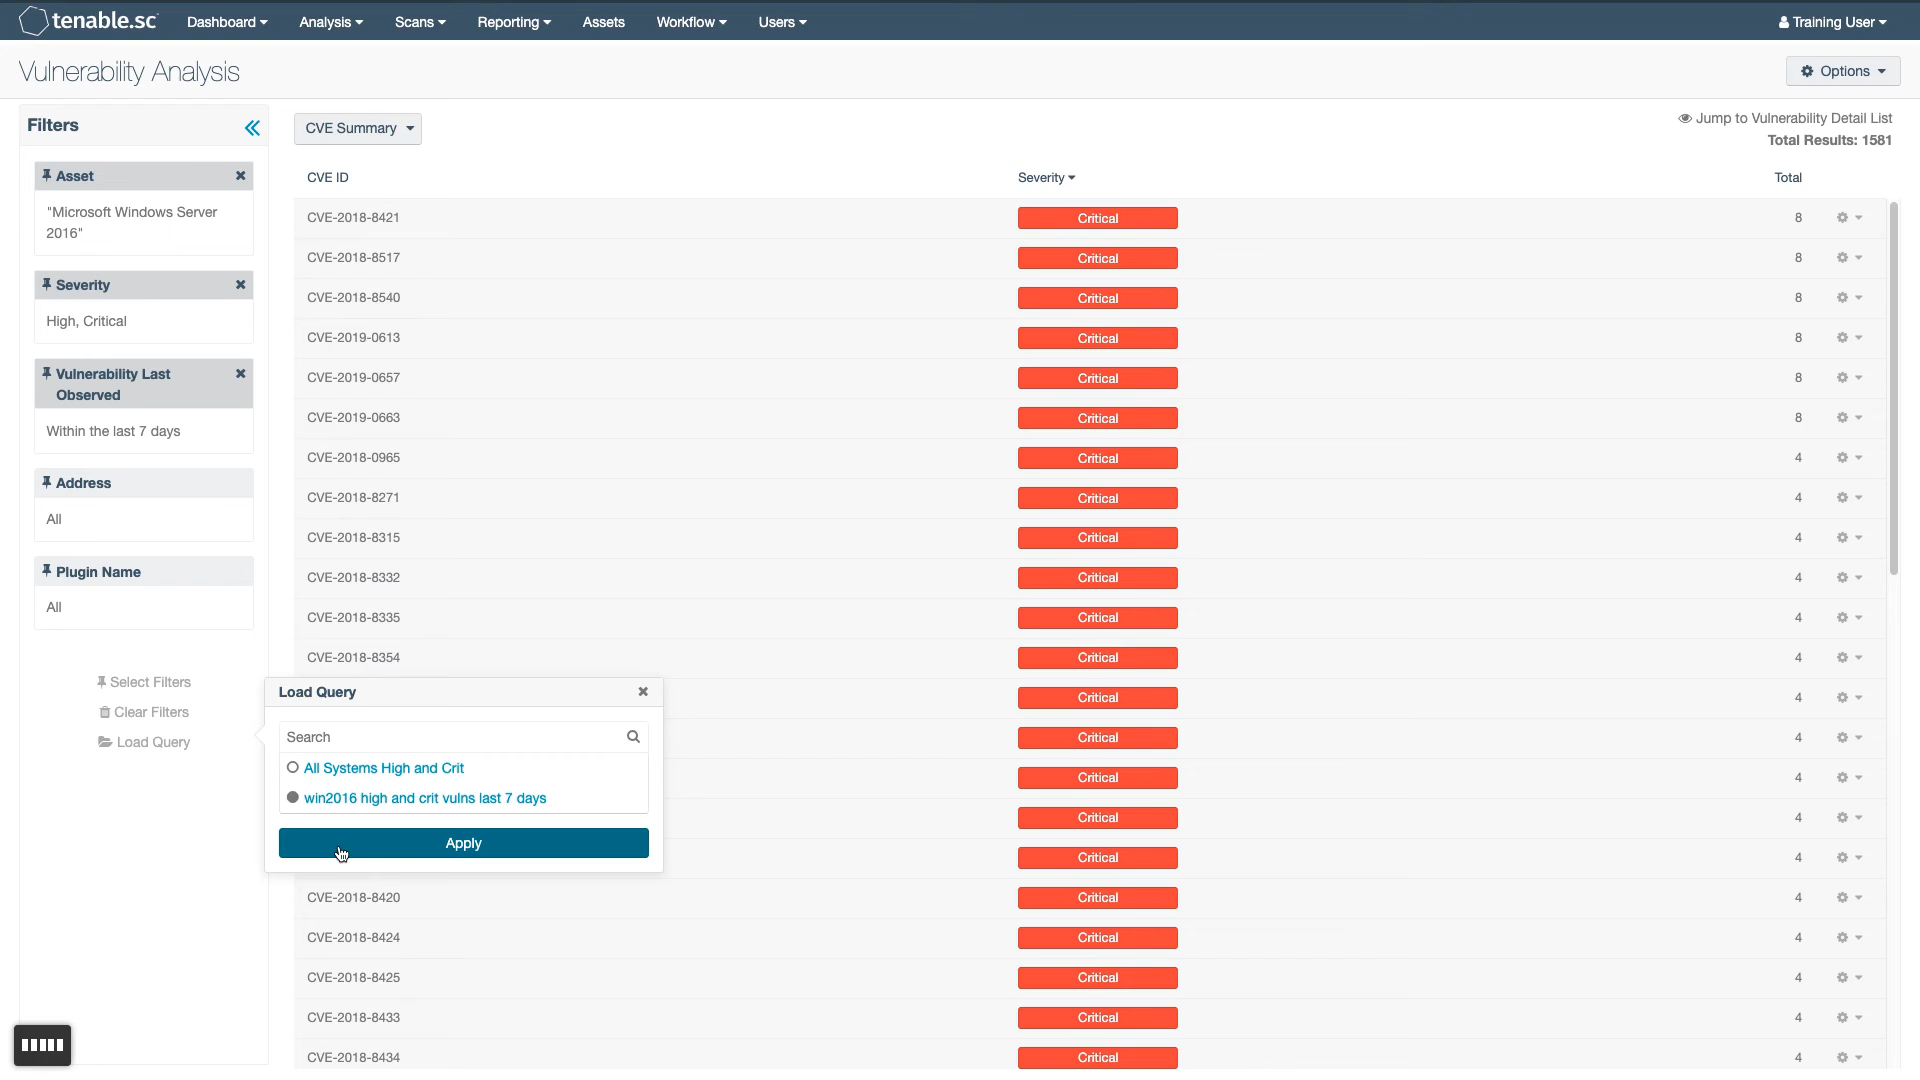 tenable.sc Dashboard Analysis Scans Reporting Assets Workflow Users Training User
Vulnerability Analysis
Options
Filters
Asset
"Microsoft Windows Server
2016"
Severity
High, Critical
Vulnerability Last
Observed
Within the last 7 days
Address
All
Plugin Name
All
Select Filters
Clear Filters
Load Query
CVE Summary
Jump to Vulnerability Detail List
Total Results: 1581
CVE ID Severity Total
CVE-2018-8421 Critical 8
CVE-2018-8517 Critical 8
CVE-2018-8540 Critical 8
CVE-2019-0613 Critical 8
CVE-2019-0657 Critical 8
CVE-2019-0663 Critical 8
CVE-2018-0965 Critical 4
CVE-2018-8271 Critical 4
CVE-2018-8315 Critical 4
CVE-2018-8332 Critical 4
CVE-2018-8335 Critical 4
CVE-2018-8354 Critical 4
Critical 4
Critical 4
Critical 4
Critical 4
Critical 4
CVE-2018-8420 Critical 4
CVE-2018-8424 Critical 4
CVE-2018-8425 Critical 4
CVE-2018-8433 Critical 4
CVE-2018-8434 Critical 4
Load Query
Search
All Systems High and Crit
win2016 high and crit vulns last 7 days
Apply